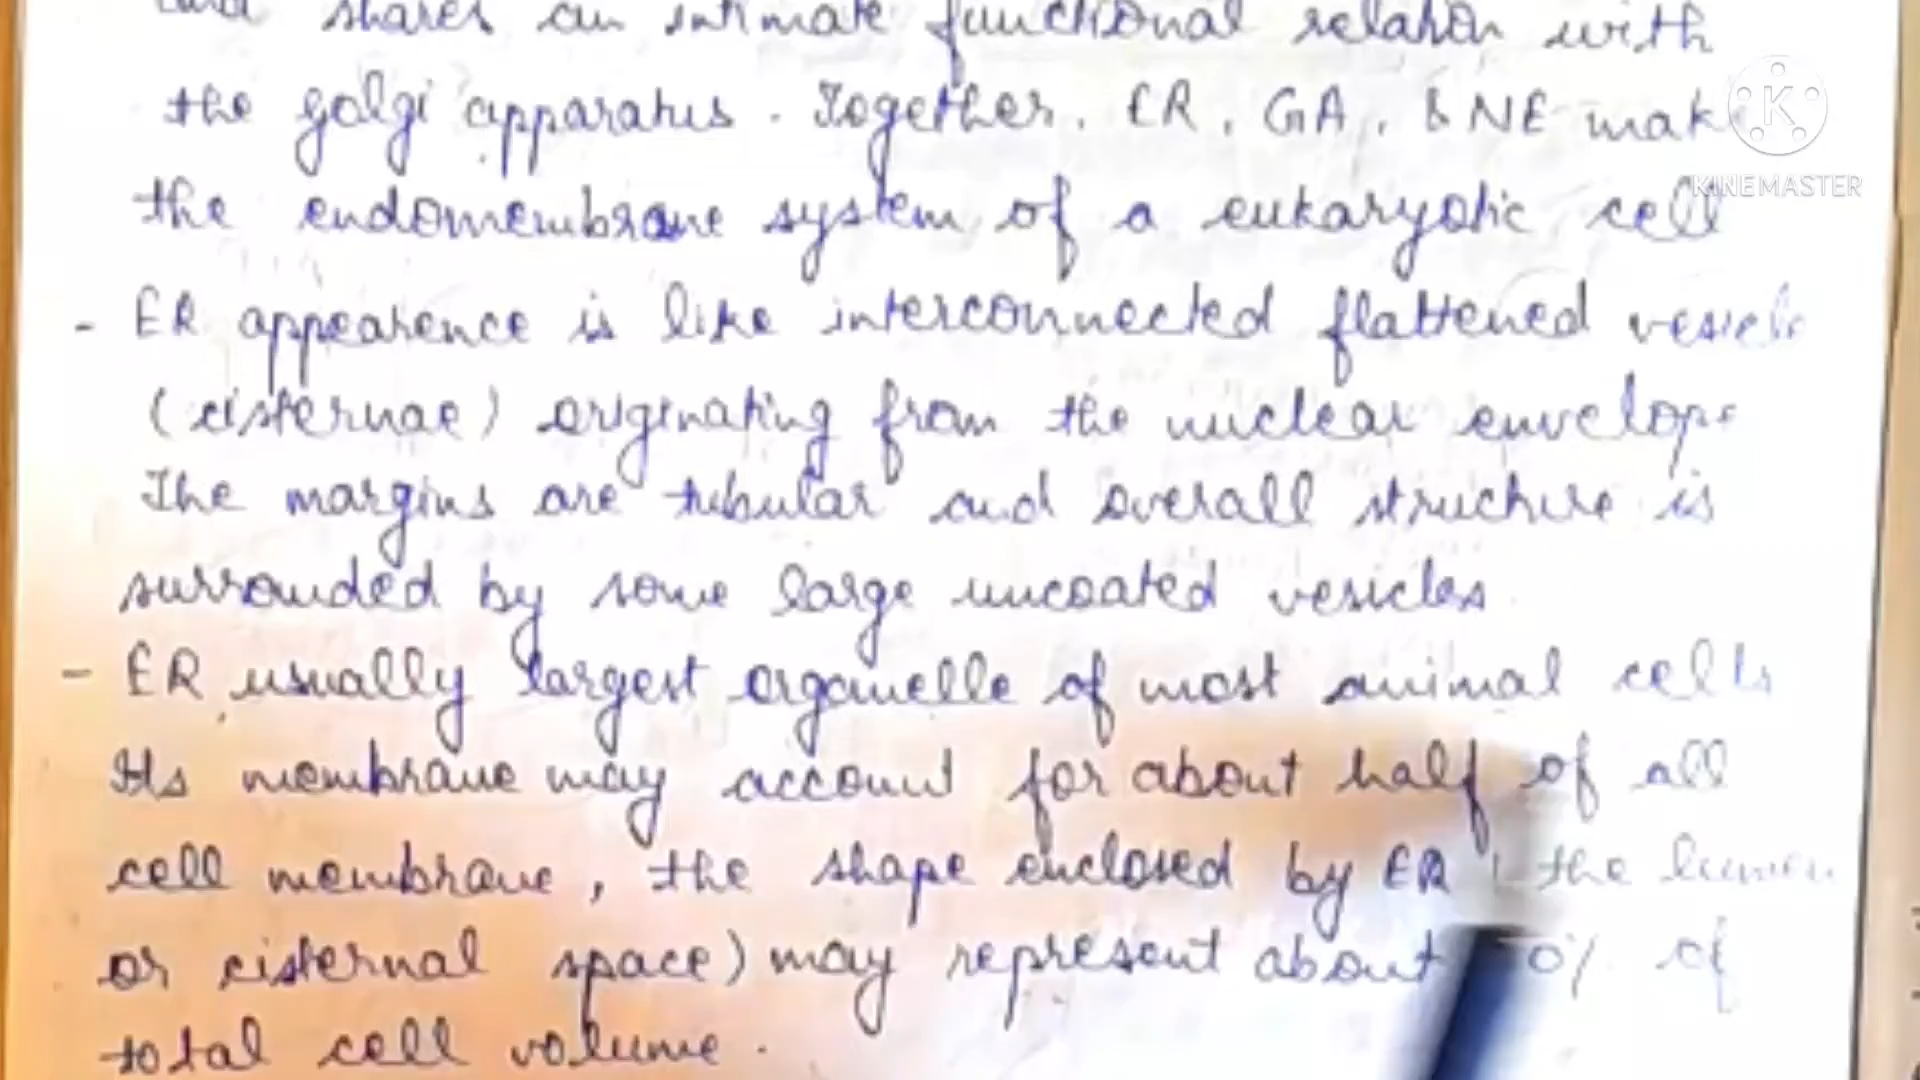 and shares an intimate functional relation with
the golgi apparatus. Together, ER, GA, & NE make
the endomembrane system of a eukaryotic cell
- ER appearence is like interconnected flattened vesicle
(cisternae) originating from the nuclear envelope
The margins are tubular and overall structure is
surrounded by some large uncoated vesicles
- ER usually largest organelle of most animal cells
Its membrane may account for about half of all
cell membrane, the shape enclosed by ER ( the lumen
or cisternal space) may represent about % of
total cell volume.
KINEMASTER